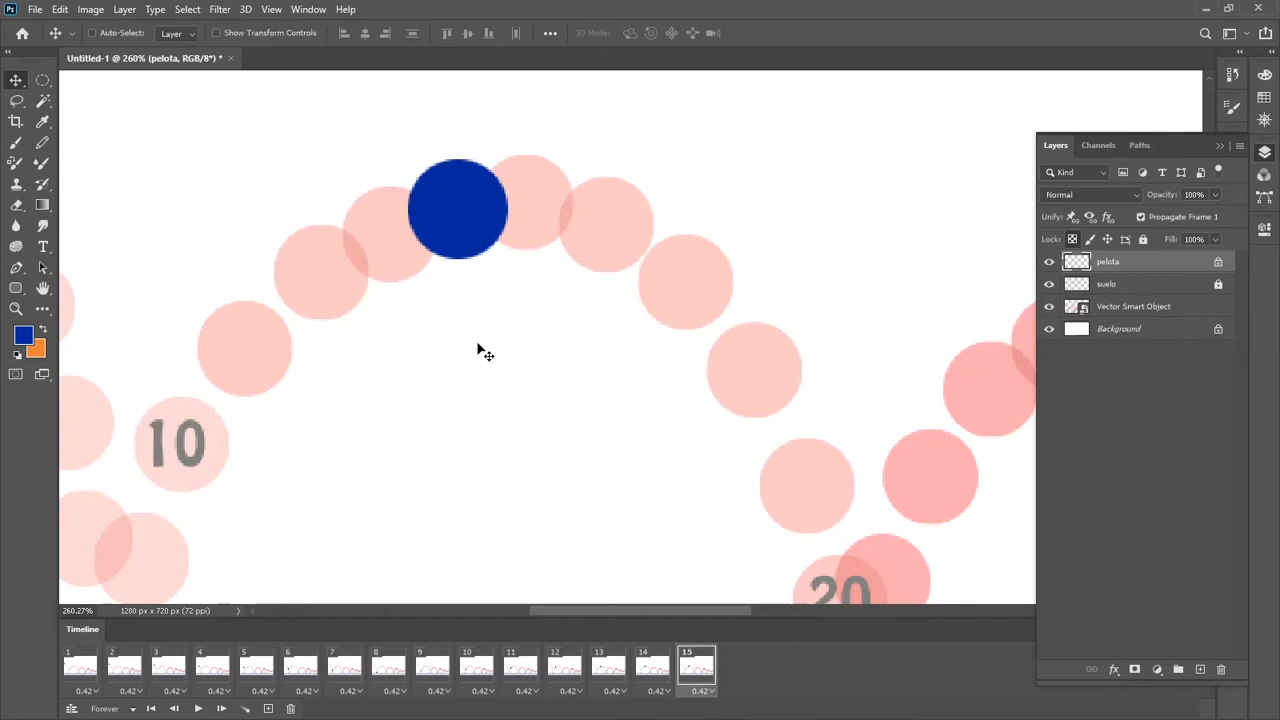 Ps File Edit Image Layer Type Select Filter 3D View Window Help
Auto-Select: Layer Show Transform Controls 3D Mode:
Untitled-1 @ 260% (pelota, RGB/8*) *
Layers Channels Paths
Kind
Normal Opacity: 100%
Unify: Propagate Frame 1
Lock: Fill: 100%
pelota
suelo
Vector Smart Object
Background
10
20
260.27% 1280 px x 720 px (72 ppi)
Timeline
1 2 3 4 5 6 7 8 9 10 11 12 13 14 15
0.42 0.42 0.42 0.42 0.42 0.42 0.42 0.42 0.42 0.42 0.42 0.42 0.42 0.42 0.42
Forever